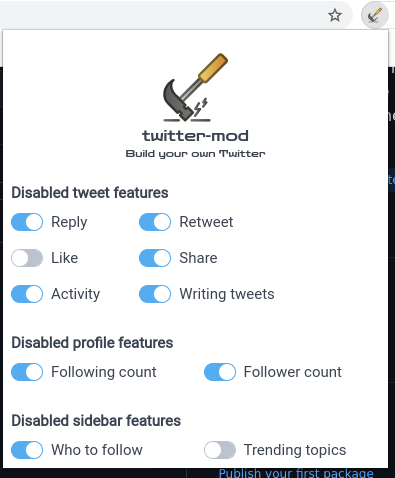 twitter-mod
Build your own Twitter
Disabled tweet features
Reply Retweet
Like Share
Activity Writing tweets
Disabled profile features
Following count Follower count
Disabled sidebar features
Who to follow Trending topics
Publish your first package